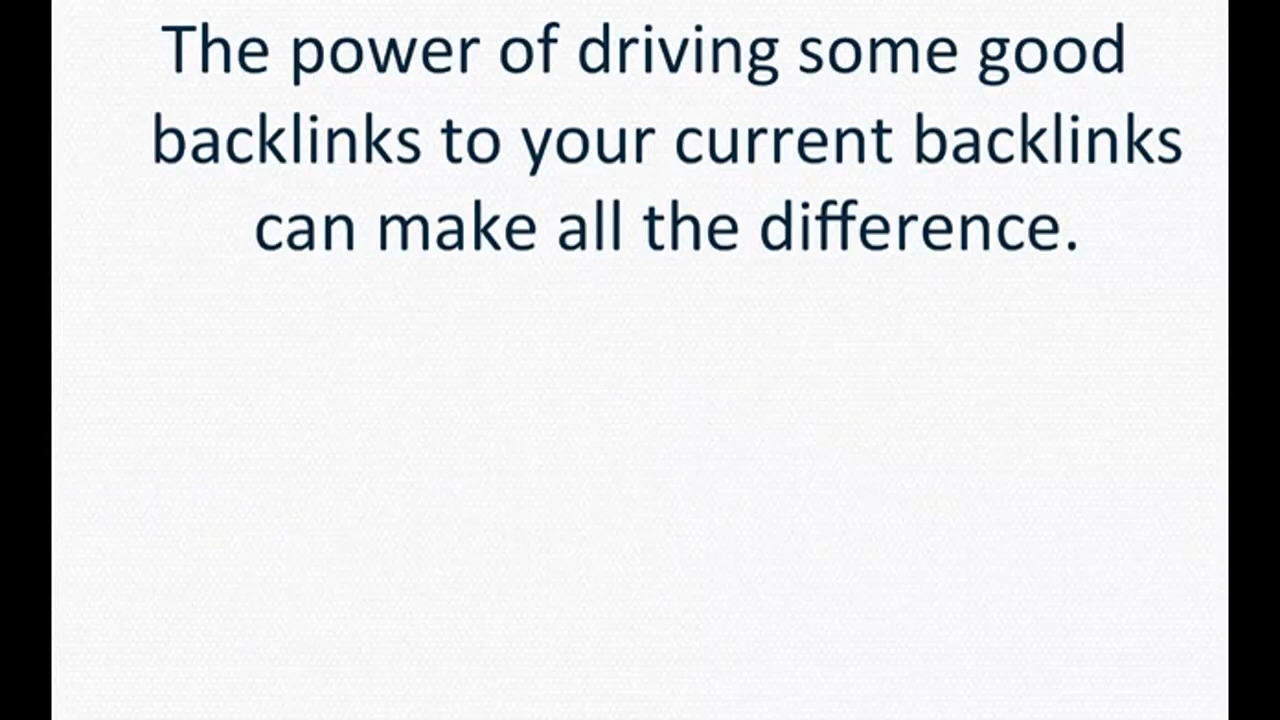 The power of driving some good
backlinks to your current backlinks
can make all the difference.